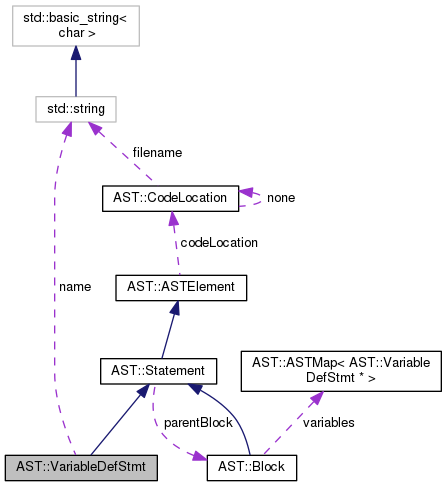 std::basic_string<
char >
std::string
filename
AST::CodeLocation
none
codeLocation
name
AST::ASTElement
AST::Statement
AST::ASTMap< AST::Variable
DefStmt * >
parentBlock
variables
AST::VariableDefStmt
AST::Block